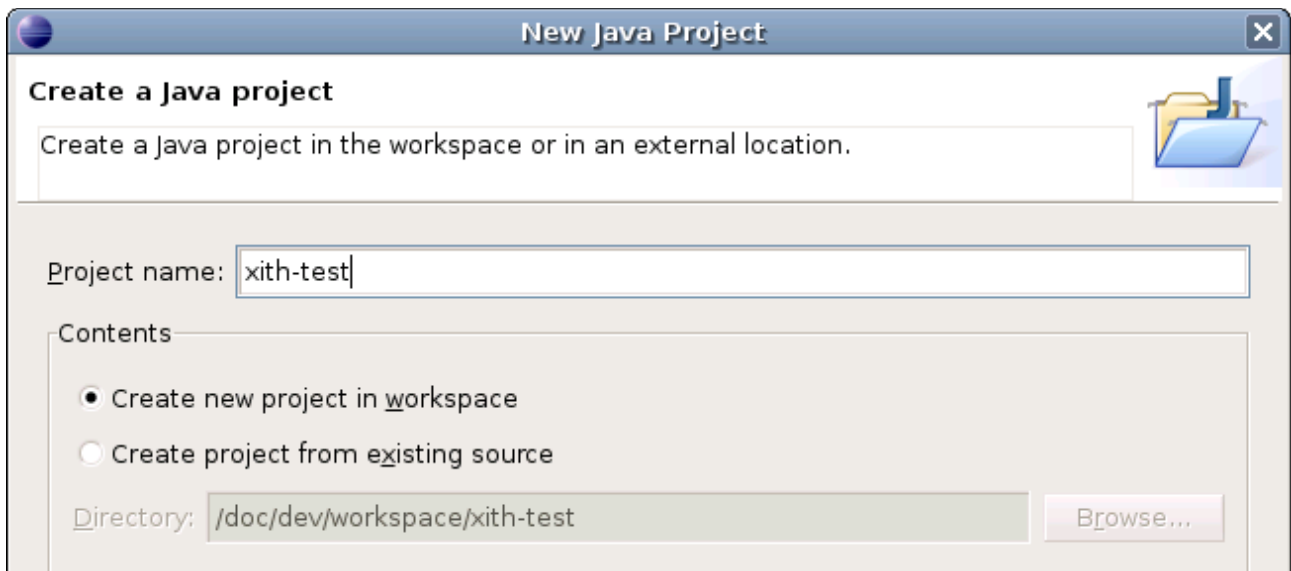 New Java Project
Create a Java project
Create a Java project in the workspace or in an external location.
Project name: xith-test
Contents
Create new project in workspace
Create project from existing source
Directory: /doc/dev/workspace/xith-test Browse...